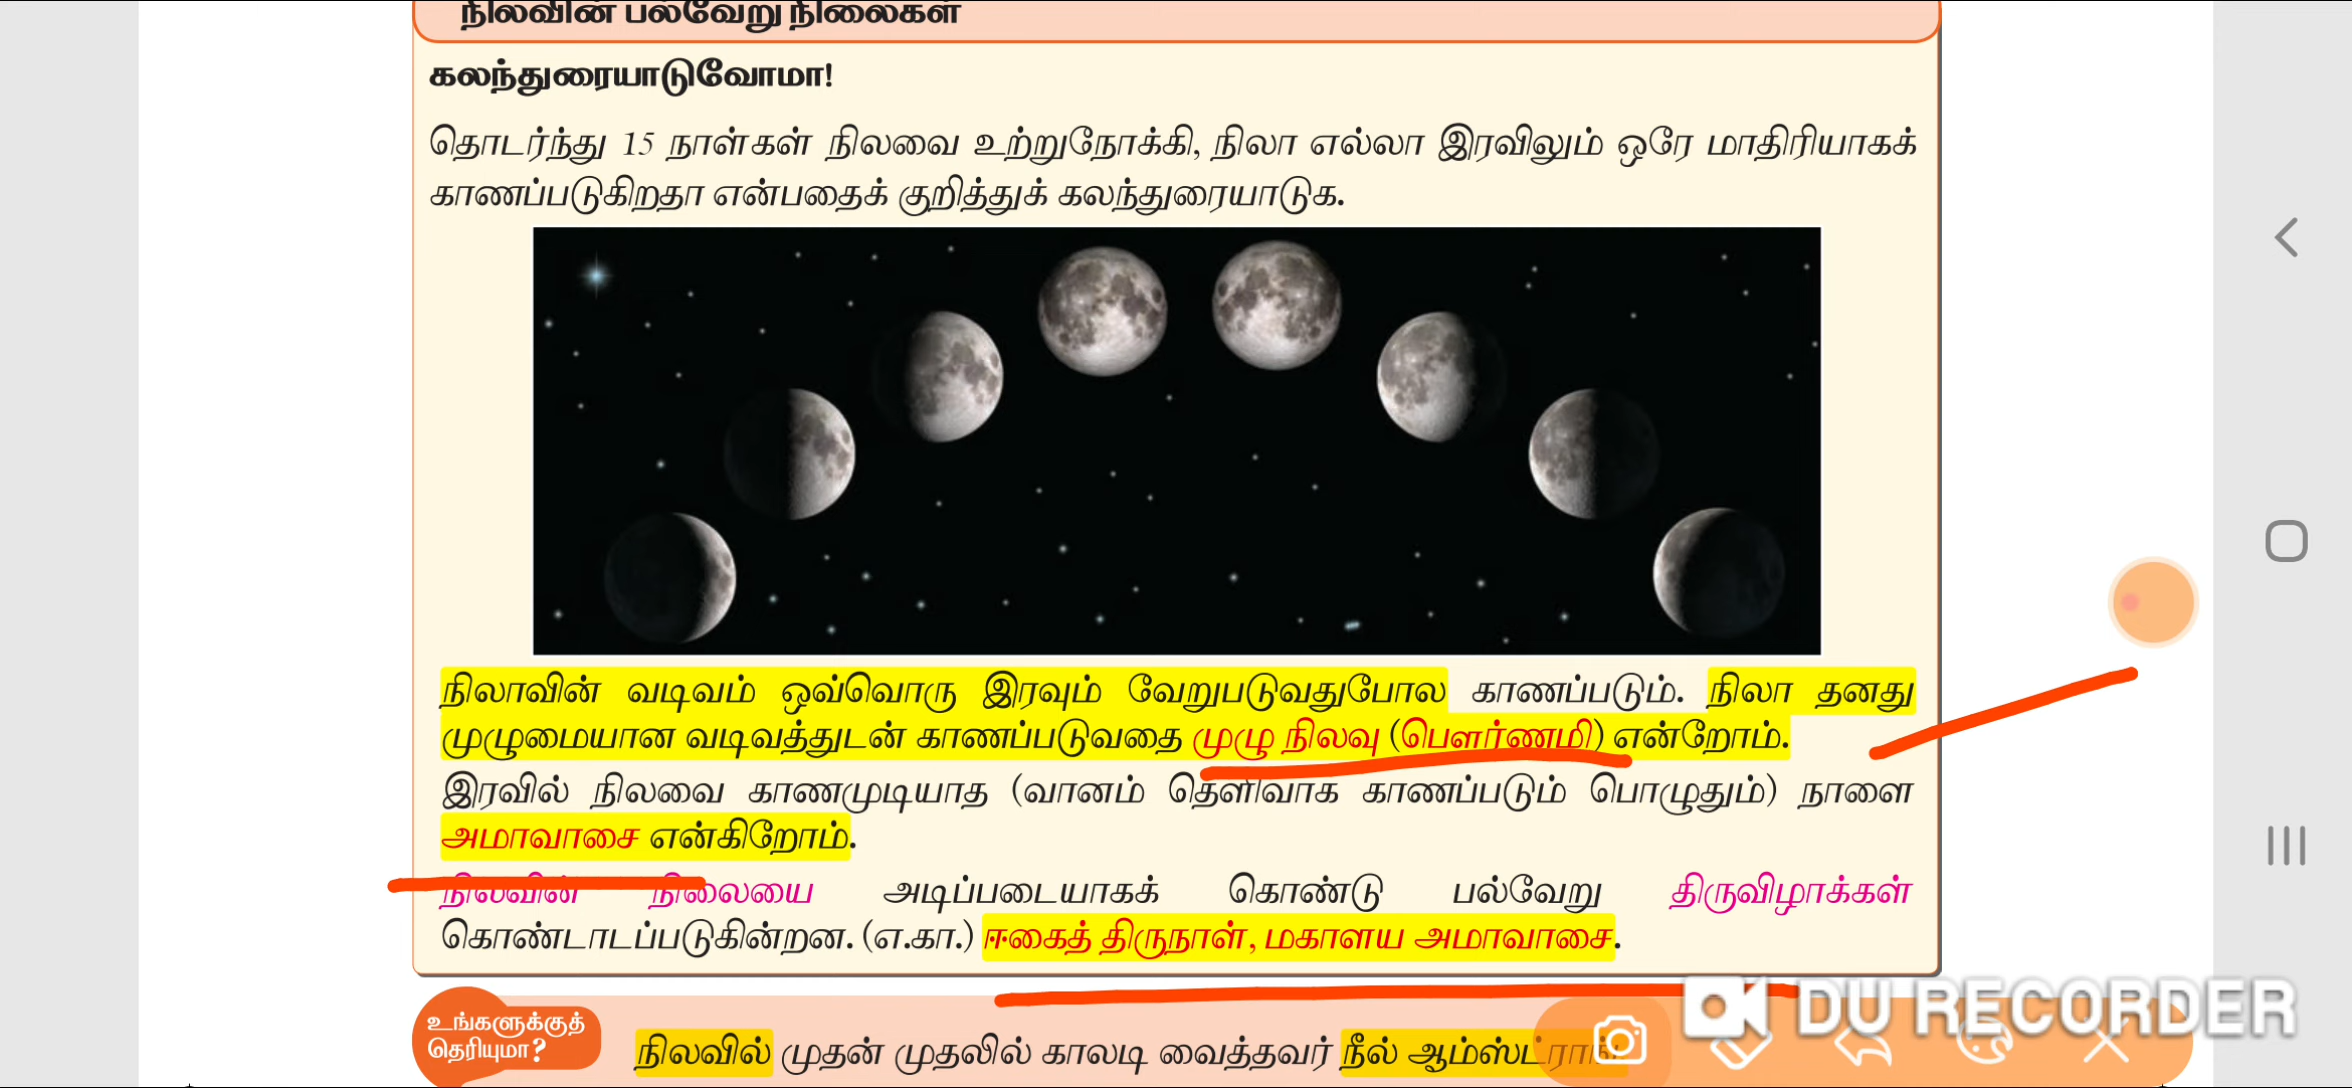 நிலவின் பல்வேறு நிலைகள்
கலந்துரையாடுவோமா!
தொடர்ந்து 15 நாள்கள் நிலவை உற்றுநோக்கி, நிலா எல்லா இரவிலும் ஒரே மாதிரியாகக்
காணப்படுகிறதா என்பதைக் குறித்துக் கலந்துரையாடுக.
நிலாவின் வடிவம் ஒவ்வொரு இரவும் வேறுபடுவதுபோல காணப்படும். நிலா தனது
முழுமையான வடிவத்துடன் காணப்படுவதை முழு நிலவு (பௌர்ணமி) என்றோம்.
இரவில் நிலவை காணமுடியாத (வானம் தெளிவாக காணப்படும் பொழுதும்) நாளை
அமாவாசை என்கிறோம்.
நிலவின் நிலையை அடிப்படையாகக் கொண்டு பல்வேறு திருவிழாக்கள்
கொண்டாடப்படுகின்றன. (எ.கா.) ஈகைத் திருநாள், மகாளய அமாவாசை.
உங்களுக்குத்
தெரியுமா?
நிலவில் முதன் முதலில் காலடி வைத்தவர் நீல் ஆம்ஸ்ட்ராங்
DU RECORDER